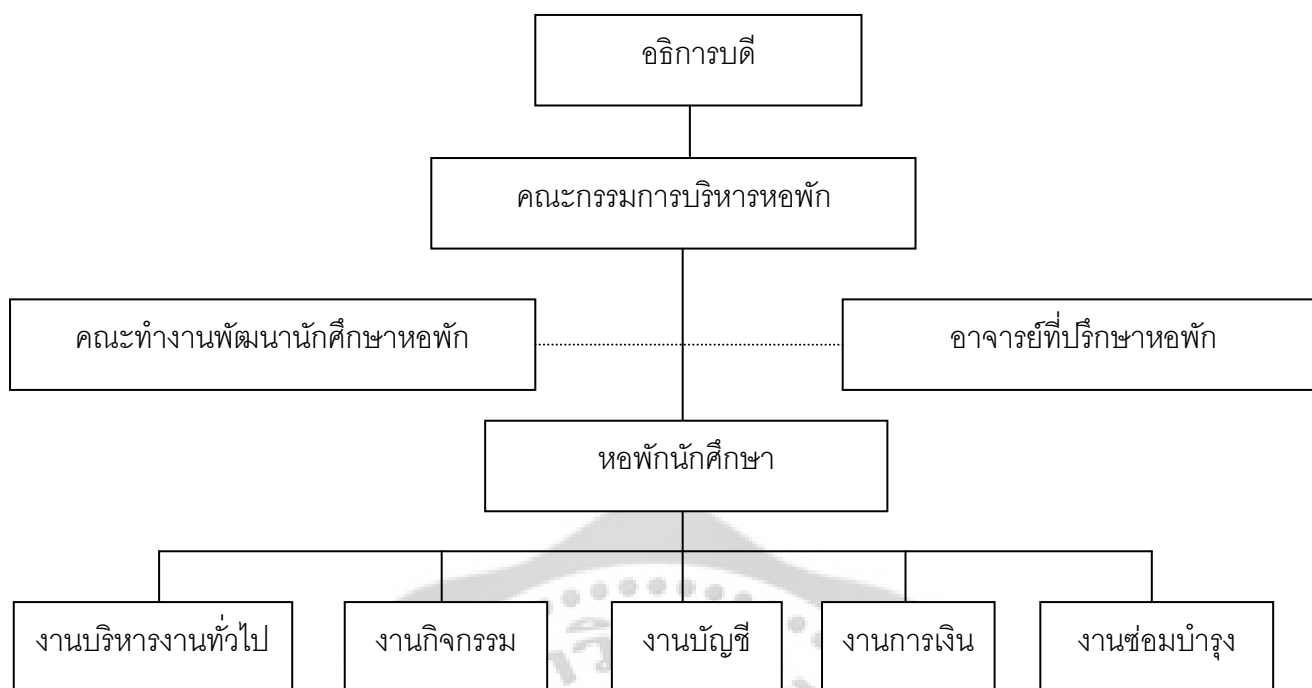 อธิการบดี
คณะกรรมการบริหารหอพัก
คณะทำงานพัฒนานักศึกษาหอพัก
อาจารย์ที่ปรึกษาหอพัก
หอพักนักศึกษา
งานบริหารงานทั่วไป
งานกิจกรรม
งานบัญชี
งานการเงิน
งานซ่อมบำรุง